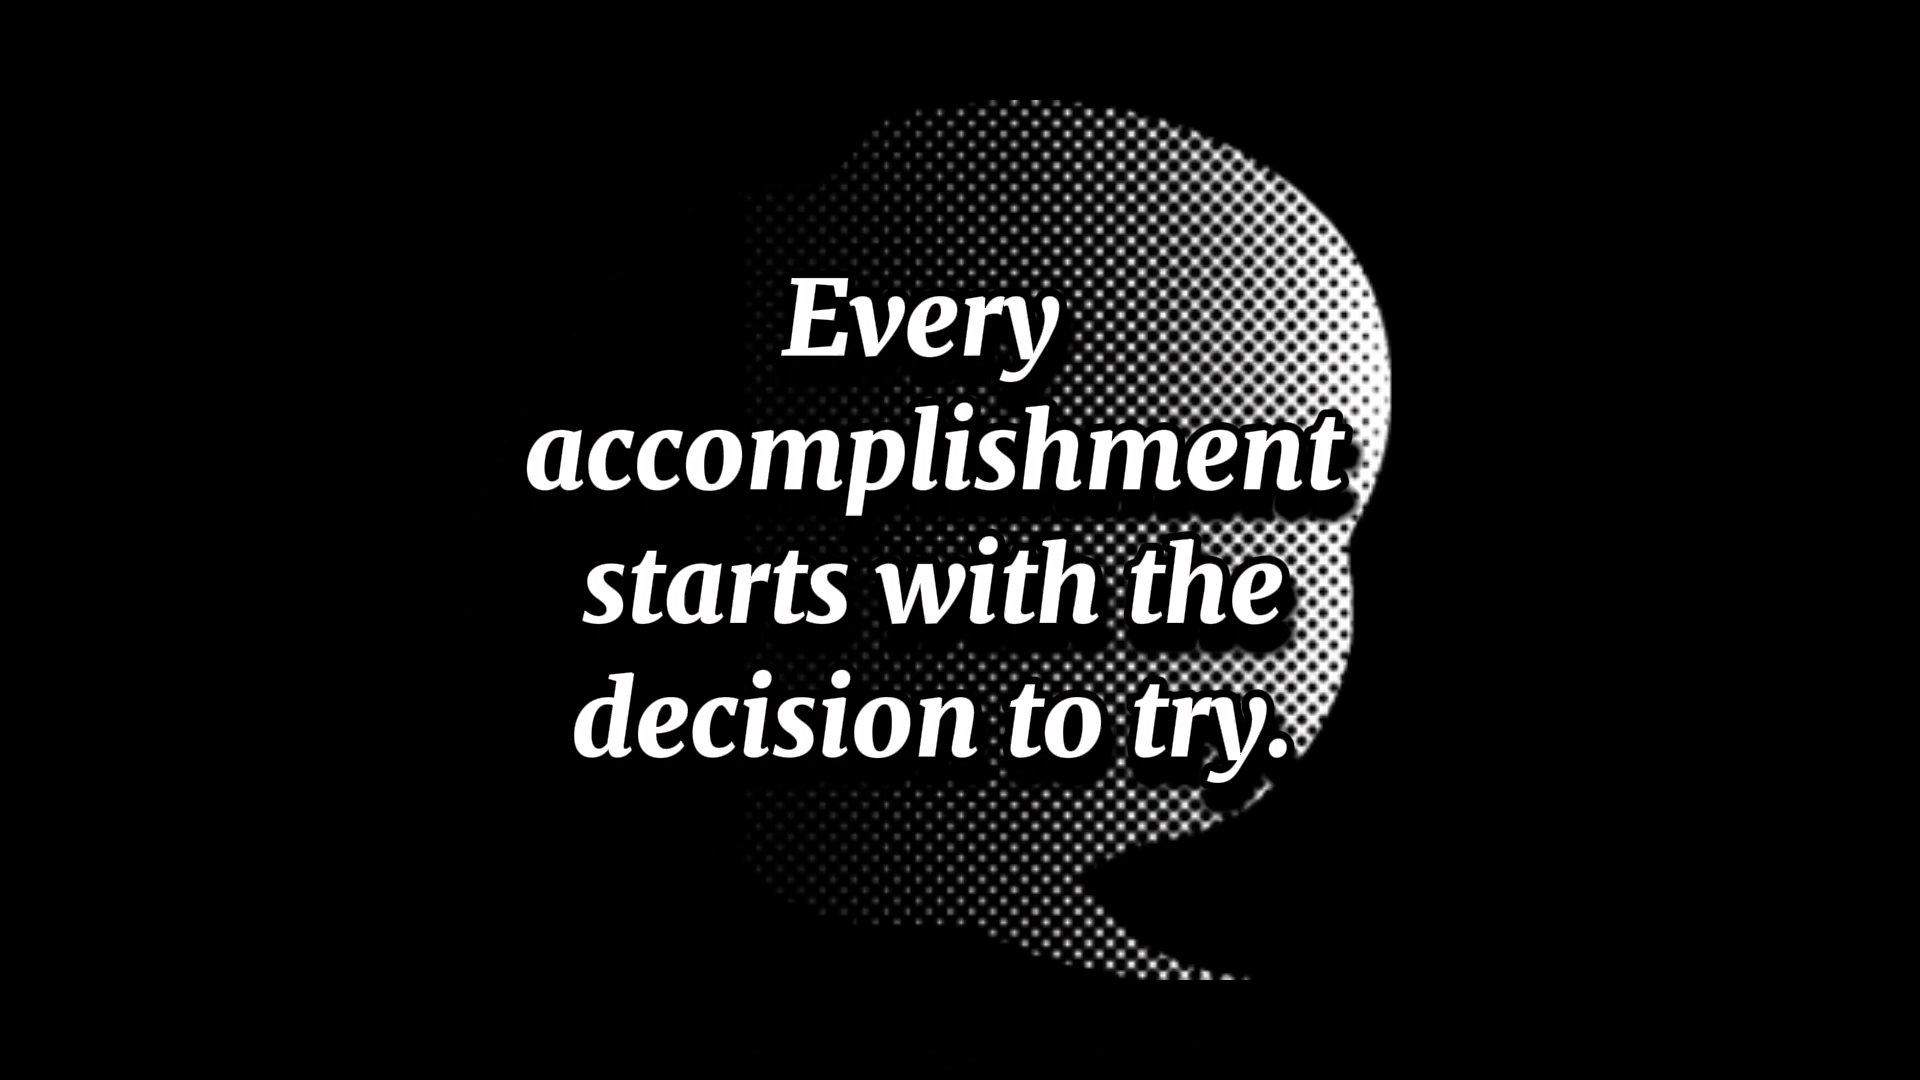 Every
accomplishment
starts with the
decision to try.